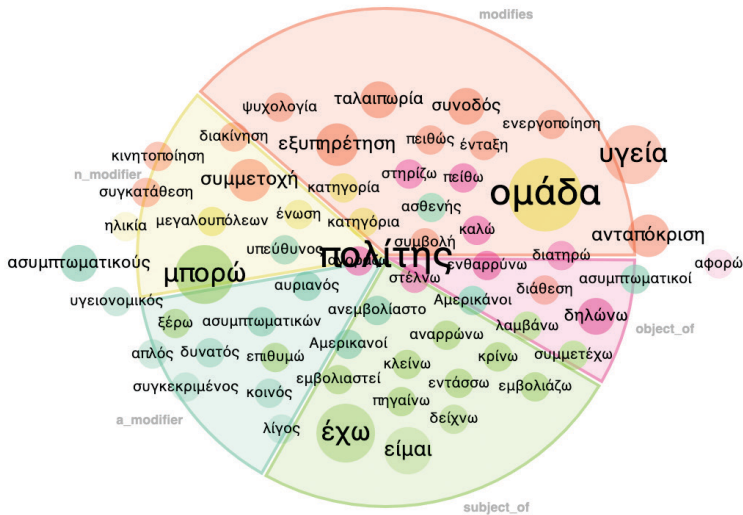 modifies
ταλαιπωρία
συνοδός
ψυχολογία
ενεργοποίηση
διακίνηση
εξυπηρέτηση
πειθώς
ένταξη
υγεία
κινητοποίηση
στηρίζω
πείθω
n_modifier
συμμετοχή
κατηγορία
ομάδα
συγκατάθεση
ασθενής
ηλικία
μεγαλουπόλεων
ένωση
κατηγόρια
καλώ
ανταπόκριση
υπεύθυνος
συμβολή
πολίτης
διατηρώ
ασυμπτωματικούς
μπορώ
ενθαρρύνω
αφορώ
στέλνω
ασυμπτωματικοί
αυριανός
διάθεση
υγειονομικός
Αμερικάνοι
object_of
ανεμβολίαστο
ξέρω
ασυμπτωματικών
λαμβάνω
δηλώνω
αναρρώνω
Αμερικανοί
απλός
δυνατός
επιθυμώ
κλείνω
κρίνω
συμμετέχω
συγκεκριμένος
κοινός
εμβολιαστεί
εντάσσω
εμβολιάζω
πηγαίνω
a_modifier
λίγος
έχω
δείχνω
είμαι
subject_of